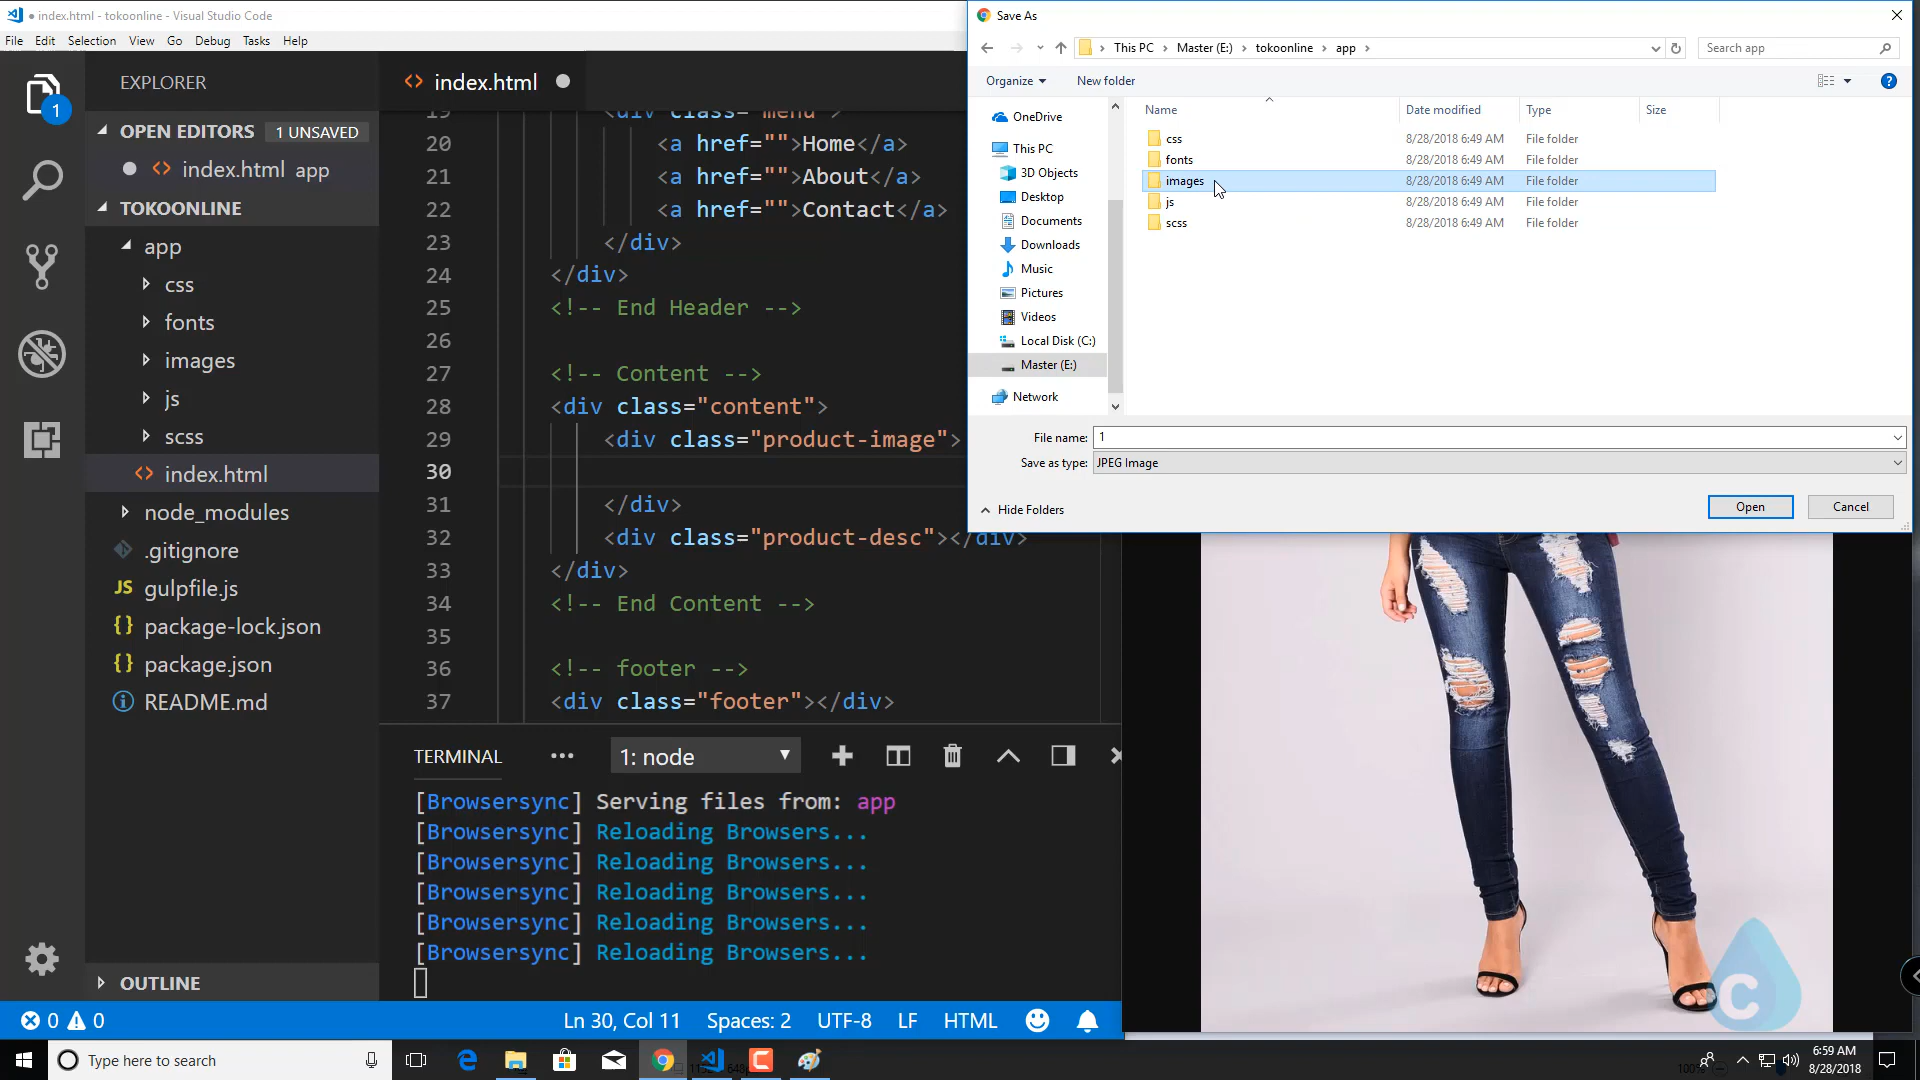 index.html - tokoonline - Visual Studio Code
File Edit Selection View Go Debug Tasks Help
1
EXPLORER
OPEN EDITORS 1 UNSAVED
index.html app
TOKOONLINE
app
css
fonts
images
js
scss
index.html
node_modules
.gitignore
JS gulpfile.js
{} package-lock.json
{} package.json
README.md
OUTLINE
<> index.html
19 <div class="menu">
20 <a href="">Home</a>
21 <a href="">About</a>
22 <a href="">Contact</a>
23 </div>
24 </div>
25 <!-- End Header -->
26
27 <!-- Content -->
28 <div class="content">
29 <div class="product-image">
30
31 </div>
32 <div class="product-desc"></div>
33 </div>
34 <!-- End Content -->
35
36 <!-- footer -->
37 <div class="footer"></div>
TERMINAL ... 1: node
[Browsersync] Serving files from: app
[Browsersync] Reloading Browsers...
[Browsersync] Reloading Browsers...
[Browsersync] Reloading Browsers...
[Browsersync] Reloading Browsers...
[Browsersync] Reloading Browsers...
0 0
Ln 30, Col 11 Spaces: 2 UTF-8 LF HTML
Save As
This PC > Master (E:) > tokoonline > app >
Search app
Organize New folder
OneDrive
This PC
3D Objects
Desktop
Documents
Downloads
Music
Pictures
Videos
Local Disk (C:)
Master (E:)
Network
Name Date modified Type Size
css 8/28/2018 6:49 AM File folder
fonts 8/28/2018 6:49 AM File folder
images 8/28/2018 6:49 AM File folder
js 8/28/2018 6:49 AM File folder
scss 8/28/2018 6:49 AM File folder
File name: 1
Save as type: JPEG Image
Hide Folders
Open Cancel
C
Type here to search
100%
6:59 AM
8/28/2018